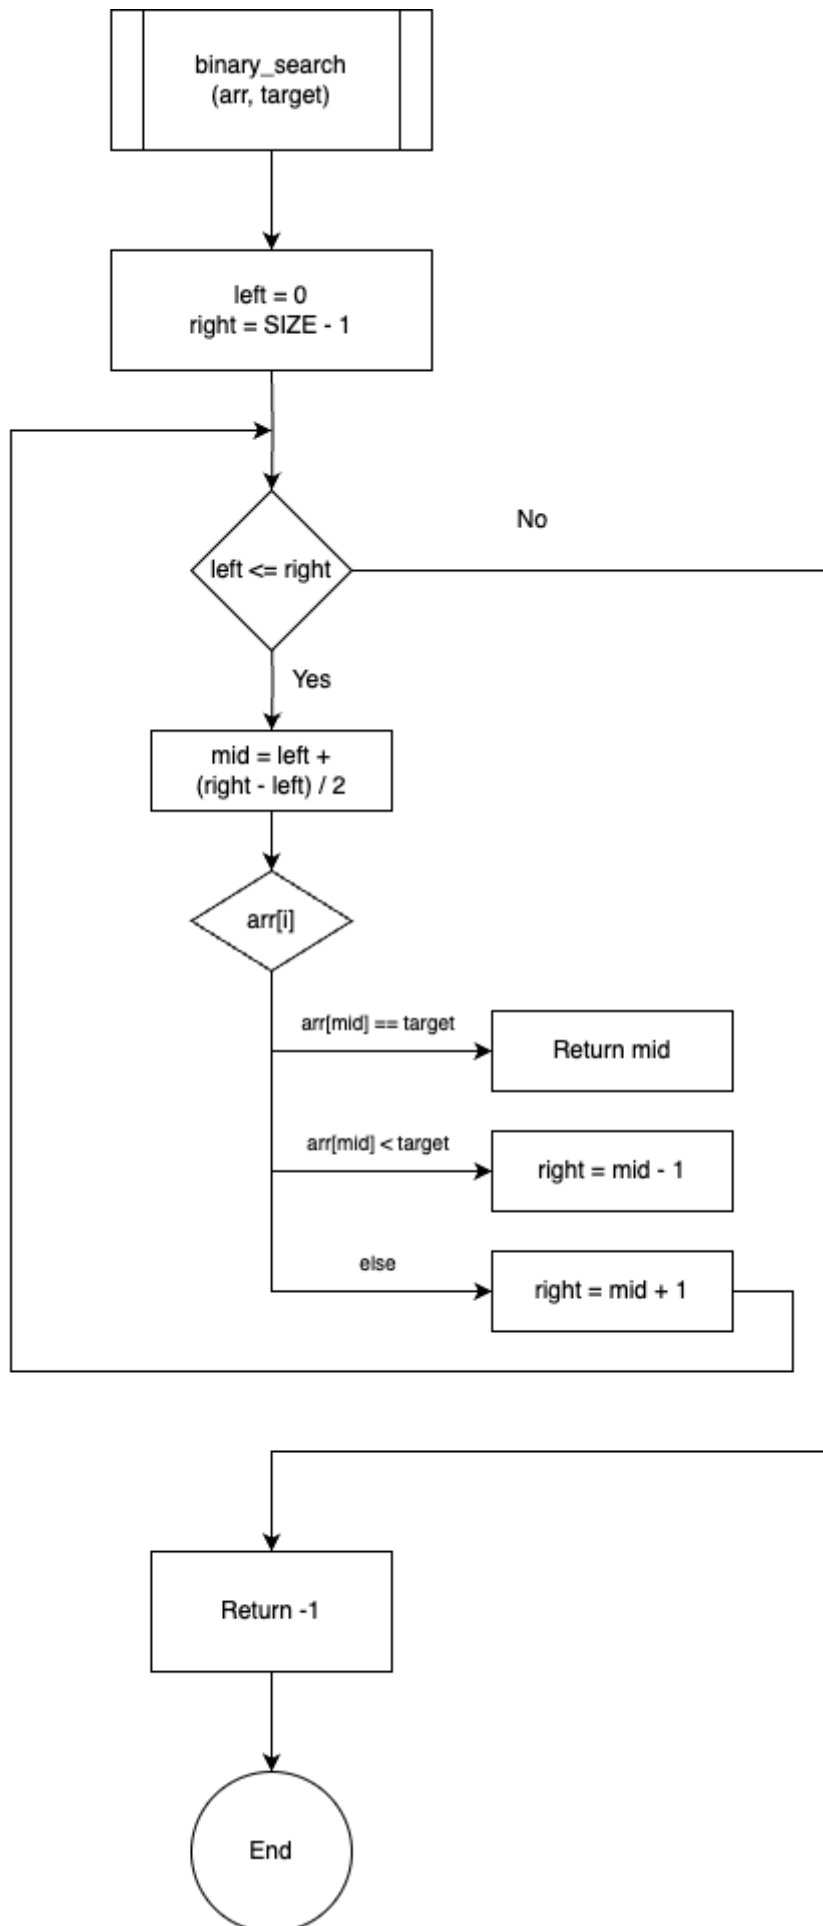 binary_search
(arr, target)
left = 0
right = SIZE - 1
No
left <= right
Yes
mid = left +
(right - left) / 2
arr[i]
arr[mid] == target
Return mid
arr[mid] < target
right = mid - 1
else
right = mid + 1
Return -1
End